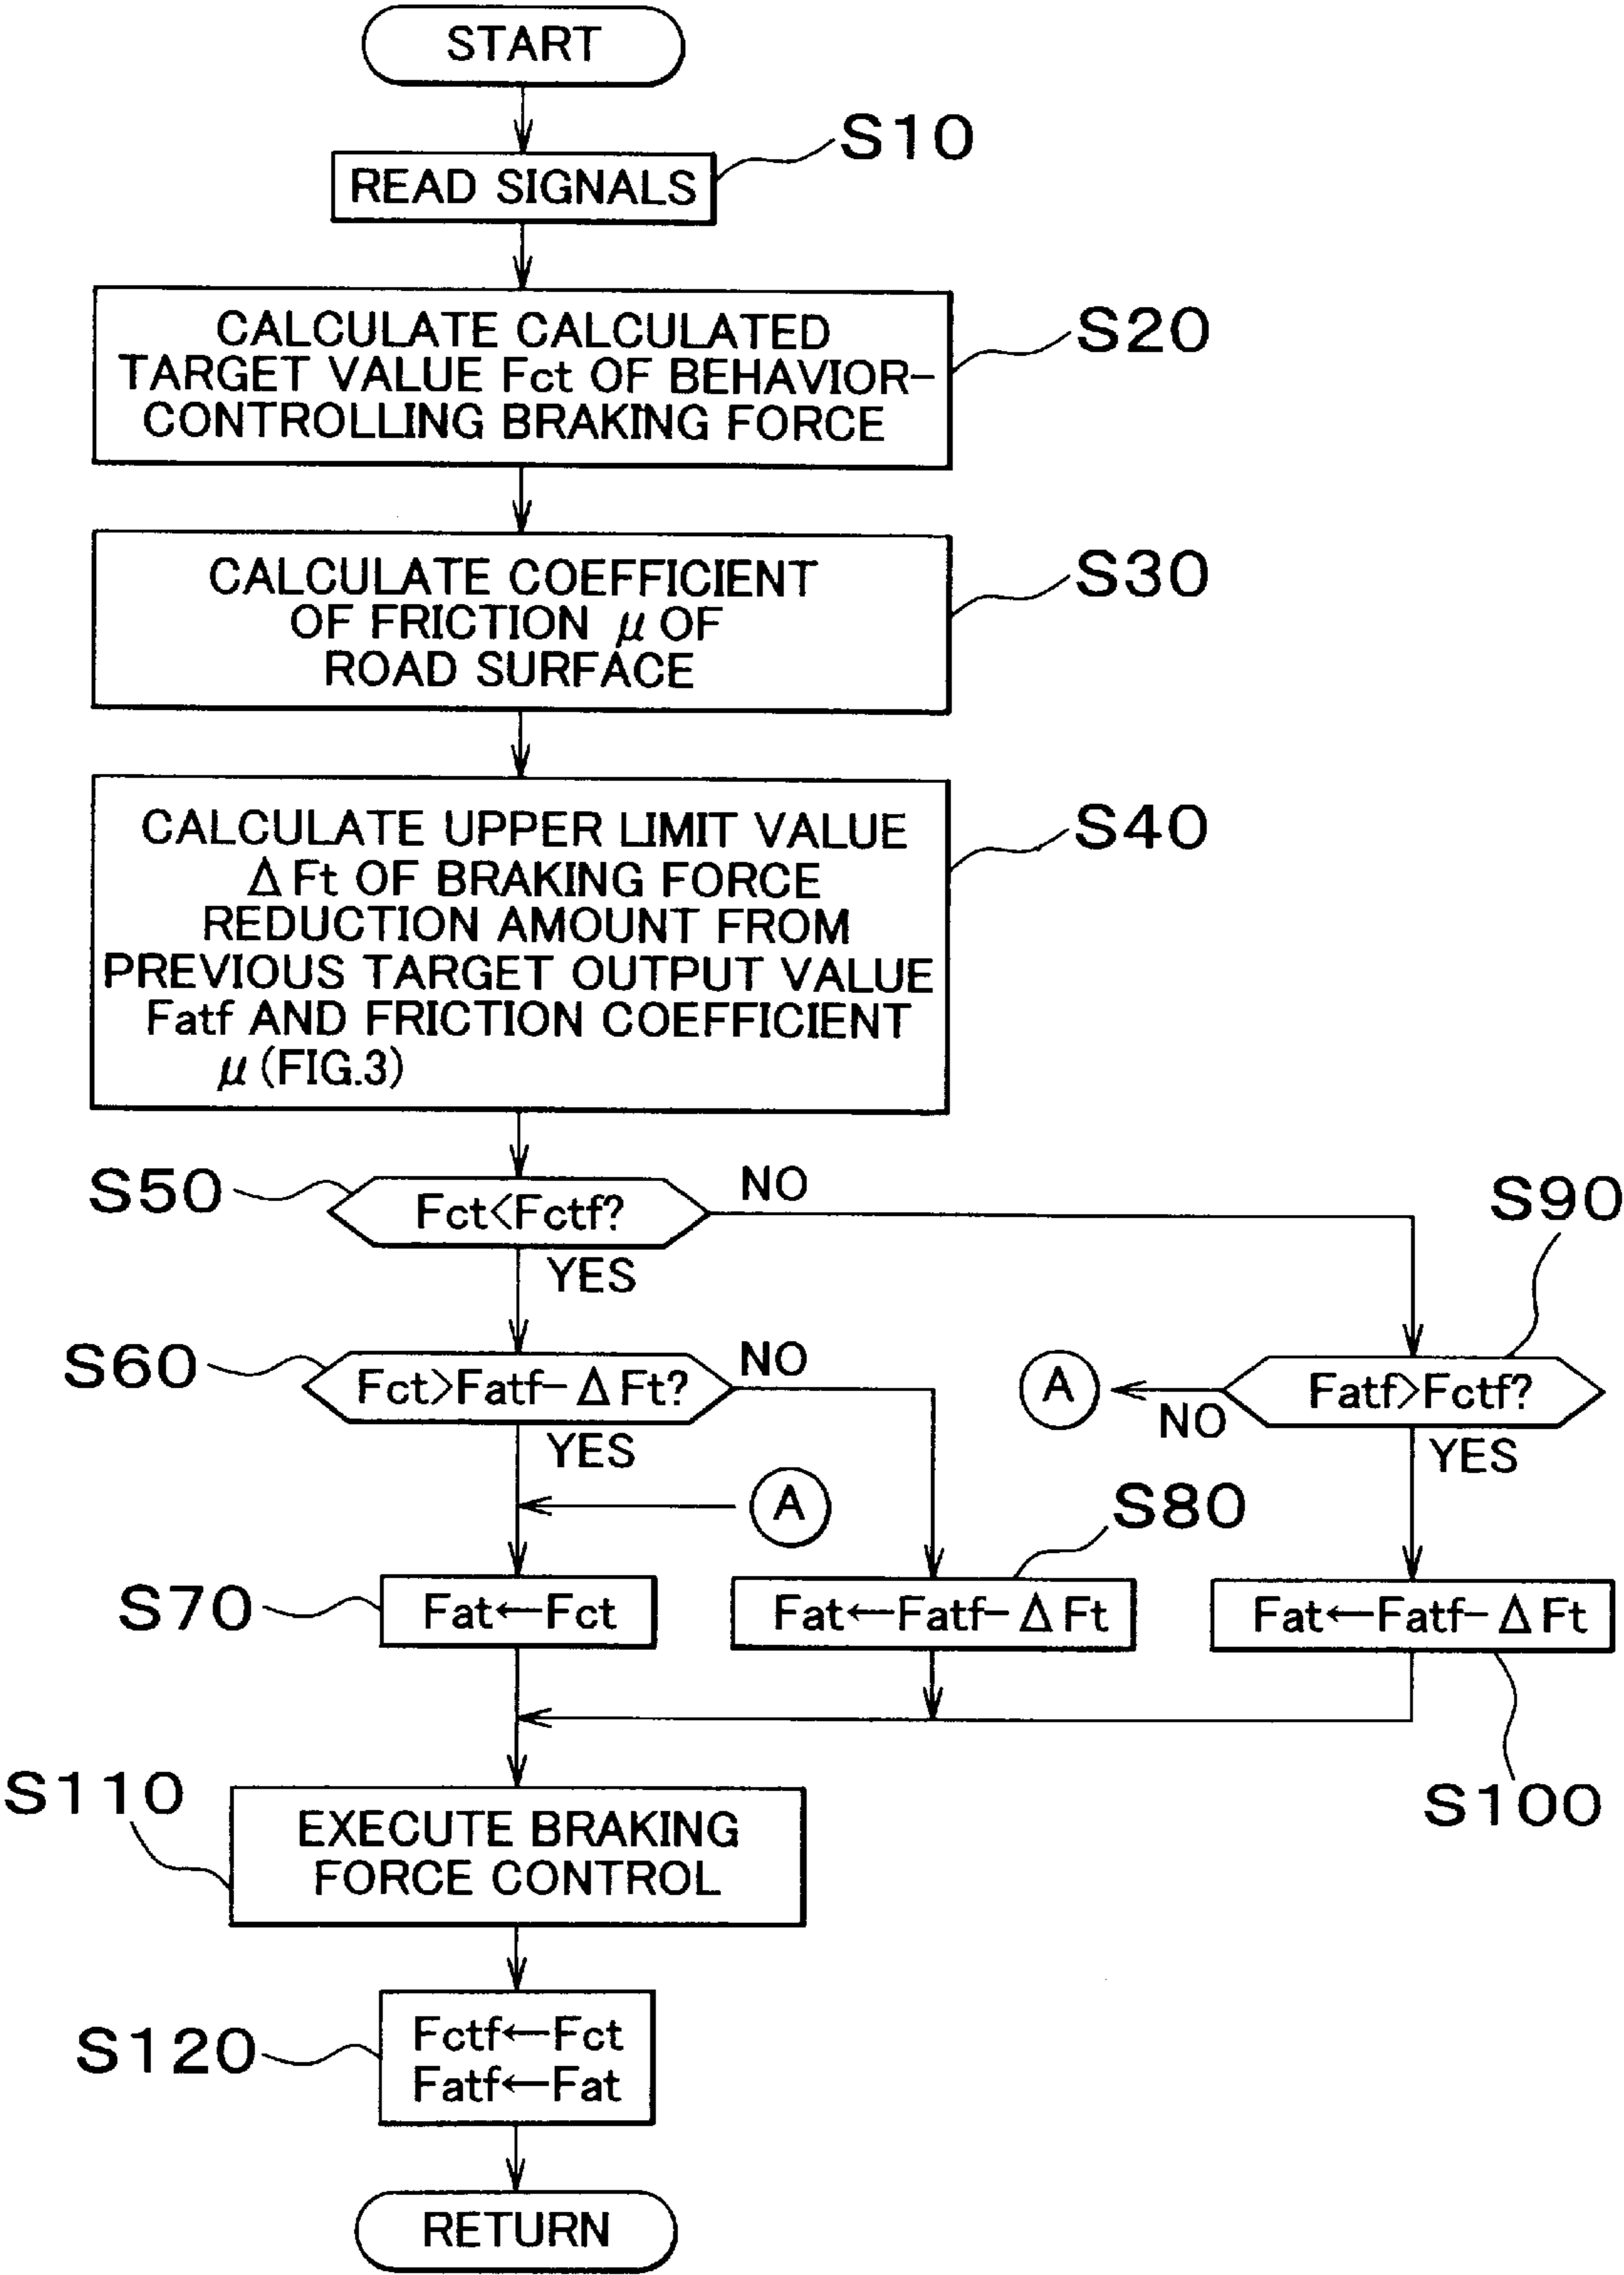 START
S10
READ SIGNALS
S20
CALCULATE CALCULATED
TARGET VALUE Fct OF BEHAVIOR-
CONTROLLING BRAKING FORCE
S30
CALCULATE COEFFICIENT
OF FRICTION μ OF
ROAD SURFACE
S40
CALCULATE UPPER LIMIT VALUE
Δ Ft OF BRAKING FORCE
REDUCTION AMOUNT FROM
PREVIOUS TARGET OUTPUT VALUE
Fatf AND FRICTION COEFFICIENT
μ (FIG.3)
S50
Fct<Fctf?
NO
YES
S90
S60
Fct>Fatf- Δ Ft?
NO
YES
A
Fatf>Fctf?
NO
YES
A
S80
S70
Fat←Fct
Fat←Fatf- Δ Ft
Fat←Fatf- Δ Ft
S100
S110
EXECUTE BRAKING
FORCE CONTROL
S120
Fctf←Fct
Fatf←Fat
RETURN